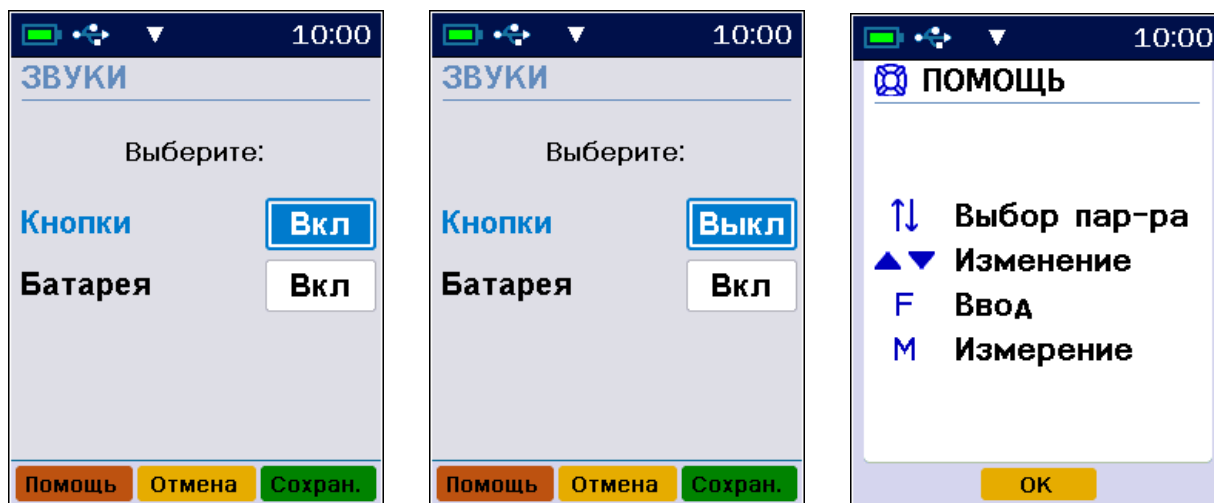 10:00
ЗВУКИ
Выберите:
Кнопки Вкл
Батарея Вкл
Помощь Отмена Сохран.
10:00
ЗВУКИ
Выберите:
Кнопки Выкл
Батарея Вкл
Помощь Отмена Сохран.
10:00
ПОМОЩЬ
↑↓ Выбор пар-ра
▲▼ Изменение
F Ввод
M Измерение
ОК